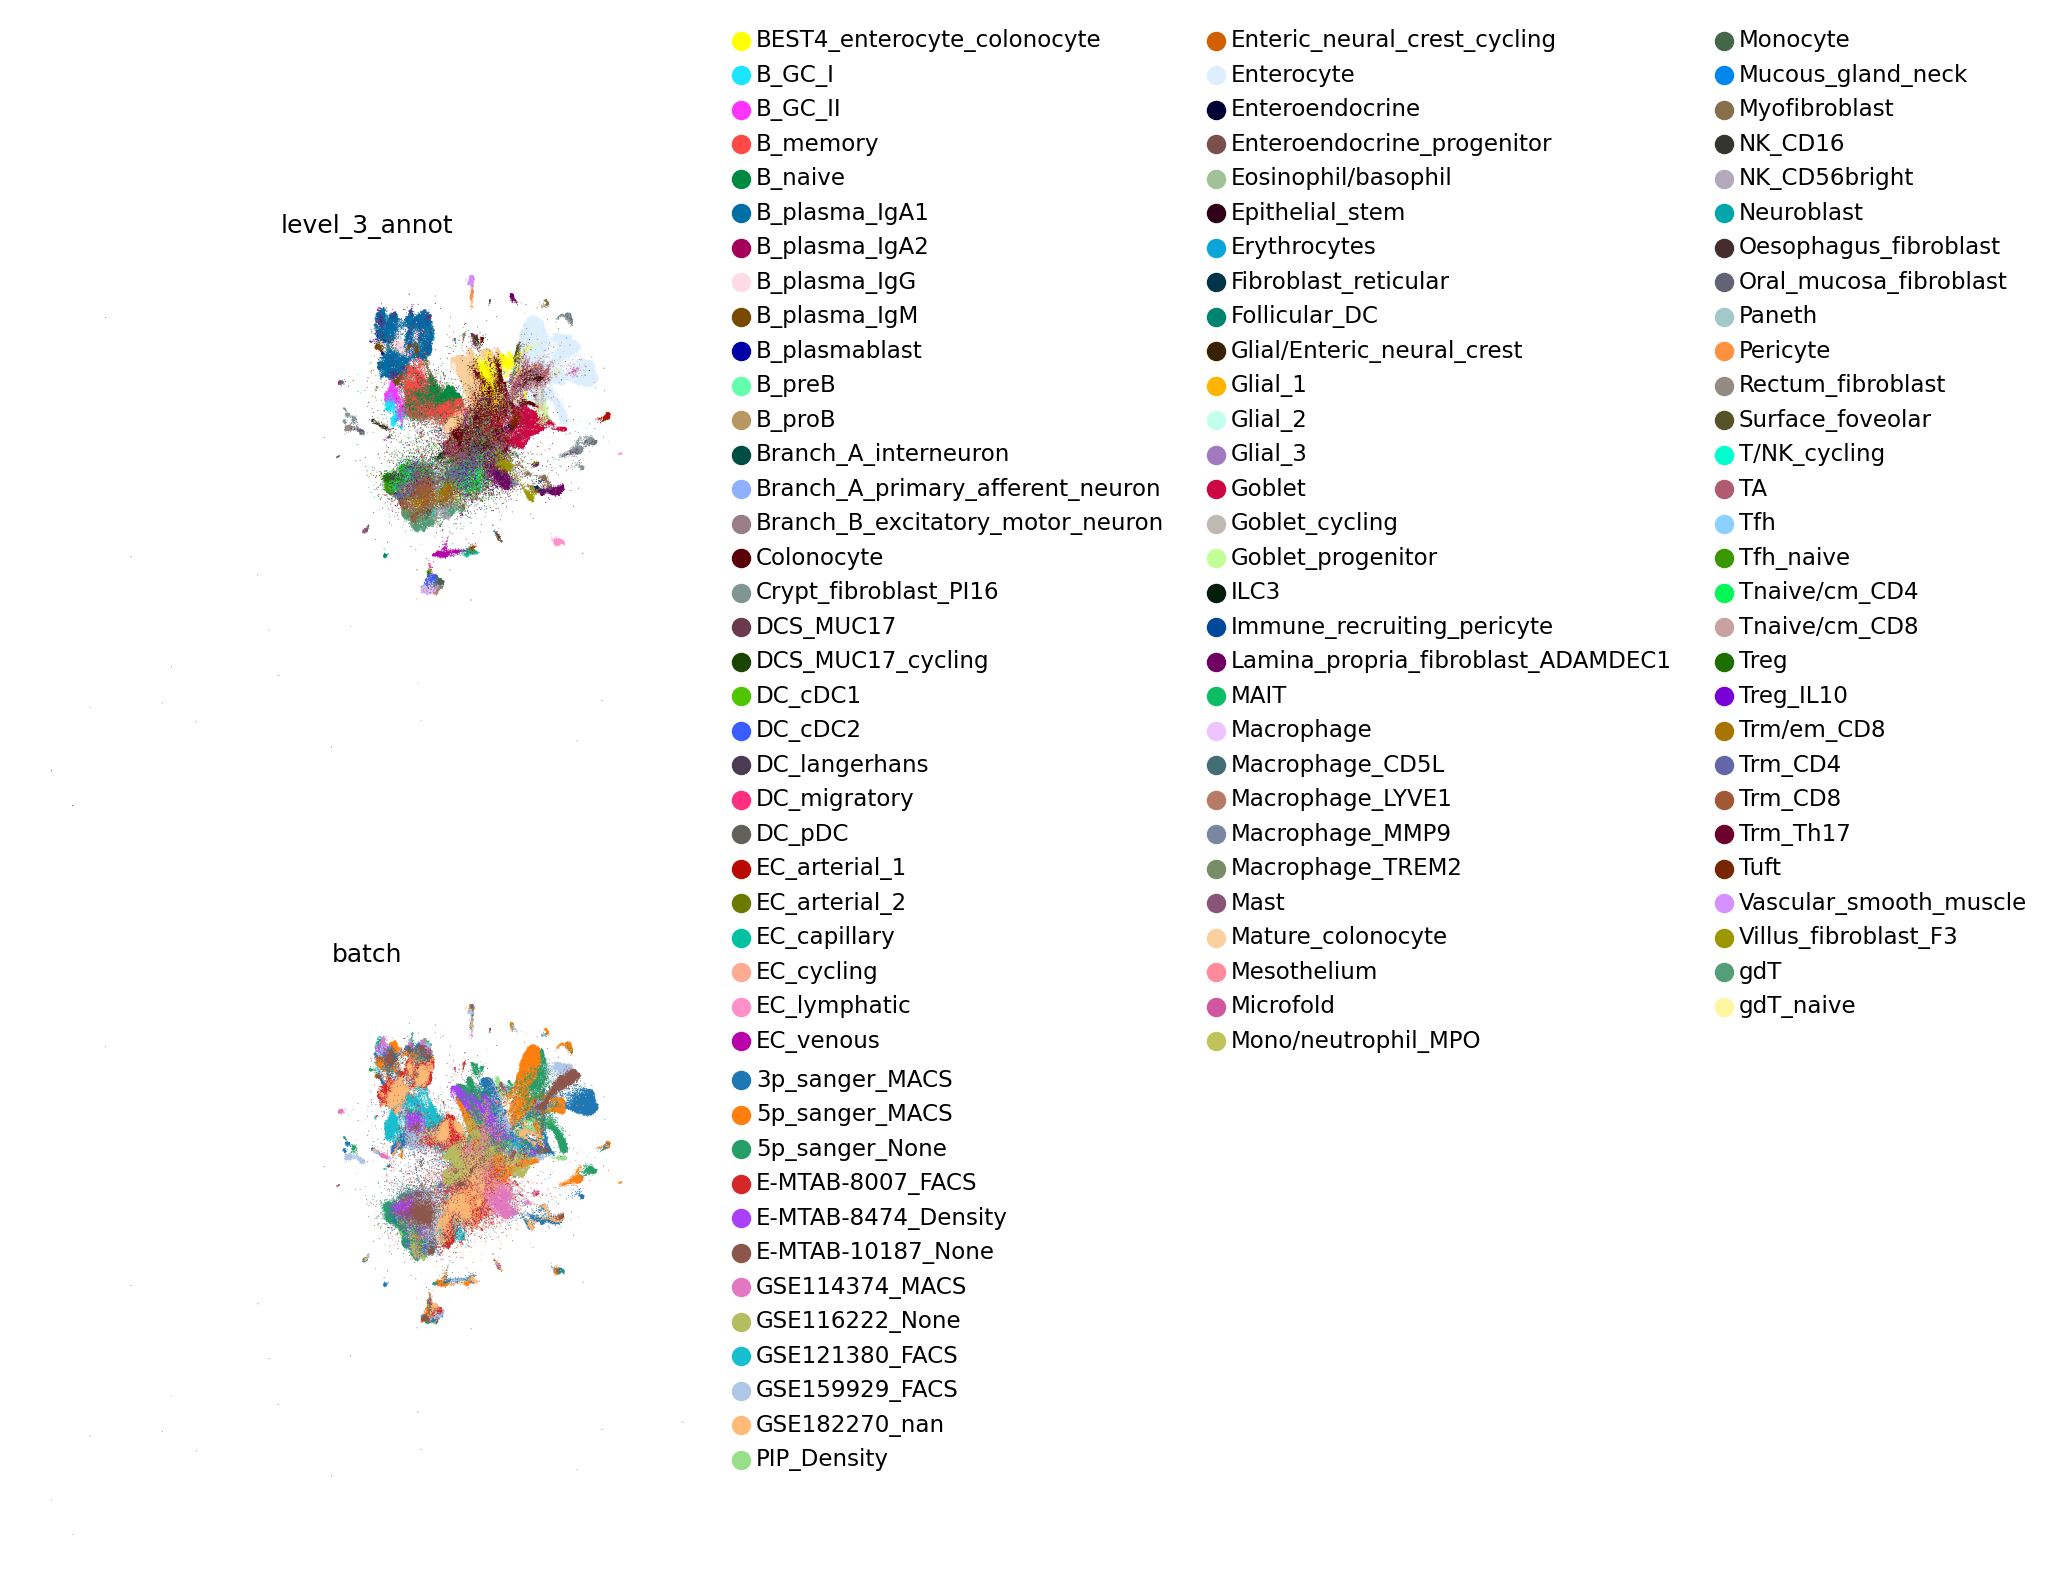 level_3_annot
BEST4_enterocyte_colonocyte
B_GC_I
B_GC_II
B_memory
B_naive
B_plasma_IgA1
B_plasma_IgA2
B_plasma_IgG
B_plasma_IgM
B_plasmablast
B_preB
B_proB
Branch_A_interneuron
Branch_A_primary_afferent_neuron
Branch_B_excitatory_motor_neuron
Colonocyte
Crypt_fibroblast_PI16
DCS_MUC17
DCS_MUC17_cycling
DC_cDC1
DC_cDC2
DC_langerhans
DC_migratory
DC_pDC
EC_arterial_1
EC_arterial_2
EC_capillary
EC_cycling
EC_lymphatic
EC_venous
Enteric_neural_crest_cycling
Enterocyte
Enteroendocrine
Enteroendocrine_progenitor
Eosinophil/basophil
Epithelial_stem
Erythrocytes
Fibroblast_reticular
Follicular_DC
Glial/Enteric_neural_crest
Glial_1
Glial_2
Glial_3
Goblet
Goblet_cycling
Goblet_progenitor
ILC3
Immune_recruiting_pericyte
Lamina_propria_fibroblast_ADAMDEC1
MAIT
Macrophage
Macrophage_CD5L
Macrophage_LYVE1
Macrophage_MMP9
Macrophage_TREM2
Mast
Mature_colonocyte
Mesothelium
Microfold
Mono/neutrophil_MPO
Monocyte
Mucous_gland_neck
Myofibroblast
NK_CD16
NK_CD56bright
Neuroblast
Oesophagus_fibroblast
Oral_mucosa_fibroblast
Paneth
Pericyte
Rectum_fibroblast
Surface_foveolar
T/NK_cycling
TA
Tfh
Tfh_naive
Tnaive/cm_CD4
Tnaive/cm_CD8
Treg
Treg_IL10
Trm/em_CD8
Trm_CD4
Trm_CD8
Trm_Th17
Tuft
Vascular_smooth_muscle
Villus_fibroblast_F3
gdT
gdT_naive
batch
3p_sanger_MACS
5p_sanger_MACS
5p_sanger_None
E-MTAB-8007_FACS
E-MTAB-8474_Density
E-MTAB-10187_None
GSE114374_MACS
GSE116222_None
GSE121380_FACS
GSE159929_FACS
GSE182270_nan
PIP_Density